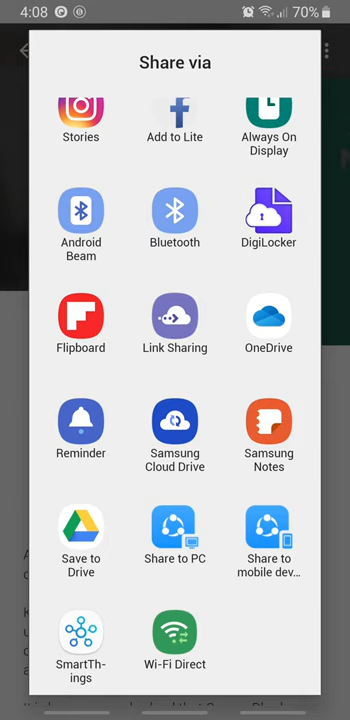 4:08
70%
Share via
Stories
Add to Lite
Always On
Display
Android
Beam
Bluetooth
DigiLocker
Flipboard
Link Sharing
OneDrive
Reminder
Samsung
Cloud Drive
Samsung
Notes
Save to
Drive
Share to PC
Share to
mobile dev...
SmartTh-
ings
Wi-Fi Direct